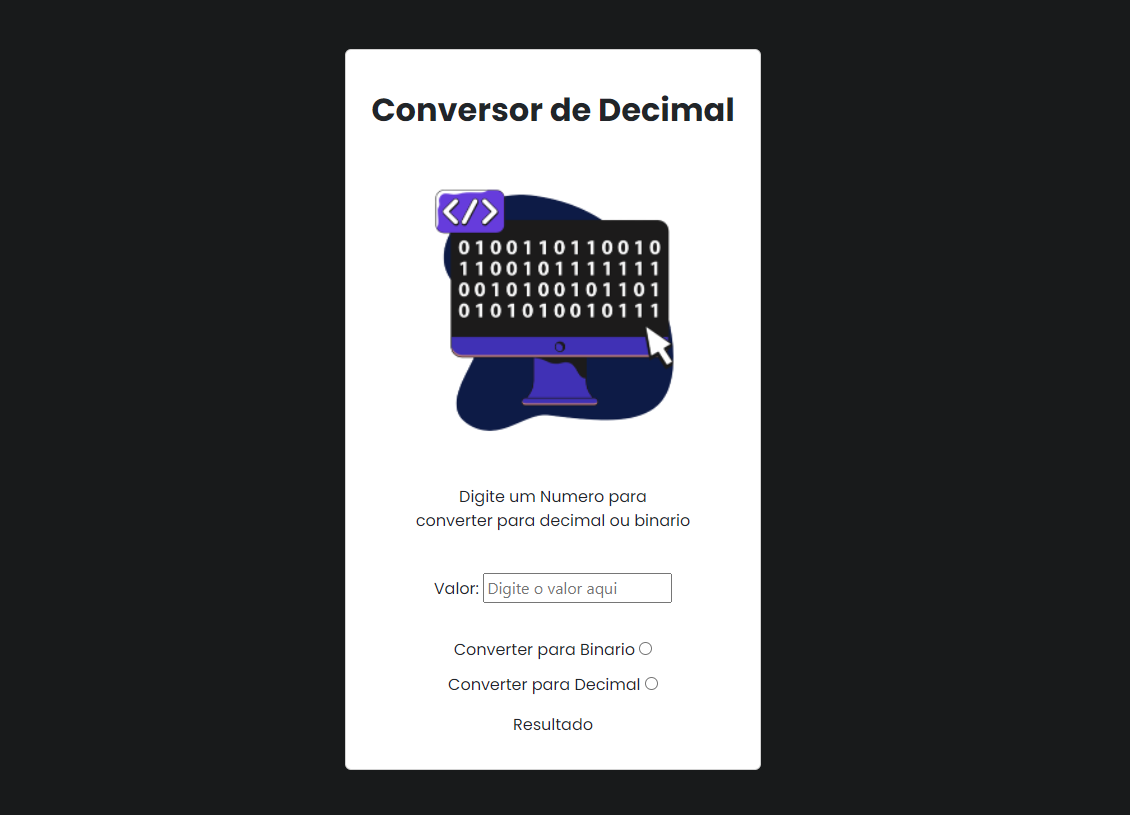 Conversor de Decimal
</>
0100110110010
1100101111111
0010100101101
0101010010111
Digite um Numero para
converter para decimal ou binario
Valor: Digite o valor aqui
Converter para Binario
Converter para Decimal
Resultado